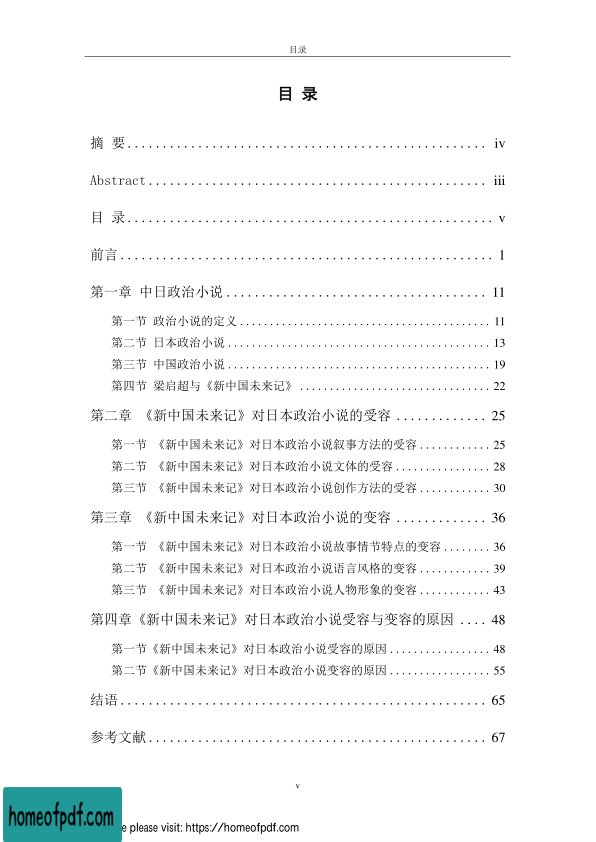 目录
目 录
摘 要.................................................. iv
Abstract................................................ iii
目 录.................................................... v
前言..................................................... 1
第一章 中日政治小说..................................... 11
第一节 政治小说的定义.......................................... 11
第二节 日本政治小说............................................ 13
第三节 中国政治小说............................................ 19
第四节 梁启超与《新中国未来记》................................ 22
第二章 《新中国未来记》对日本政治小说的受容............. 25
第一节 《新中国未来记》对日本政治小说叙事方法的受容............ 25
第二节 《新中国未来记》对日本政治小说文体的受容................ 28
第三节 《新中国未来记》对日本政治小说创作方法的受容............ 30
第三章 《新中国未来记》对日本政治小说的变容............. 36
第一节 《新中国未来记》对日本政治小说故事情节特点的变容........ 36
第二节 《新中国未来记》对日本政治小说语言风格的变容............ 39
第三节 《新中国未来记》对日本政治小说人物形象的变容............ 43
第四章《新中国未来记》对日本政治小说受容与变容的原因.... 48
第一节《新中国未来记》对日本政治小说受容的原因................. 48
第二节《新中国未来记》对日本政治小说变容的原因................. 55
结语.................................................... 65
参考文献................................................ 67
v
homeofpdf.com
e please visit: https://homeofpdf.com